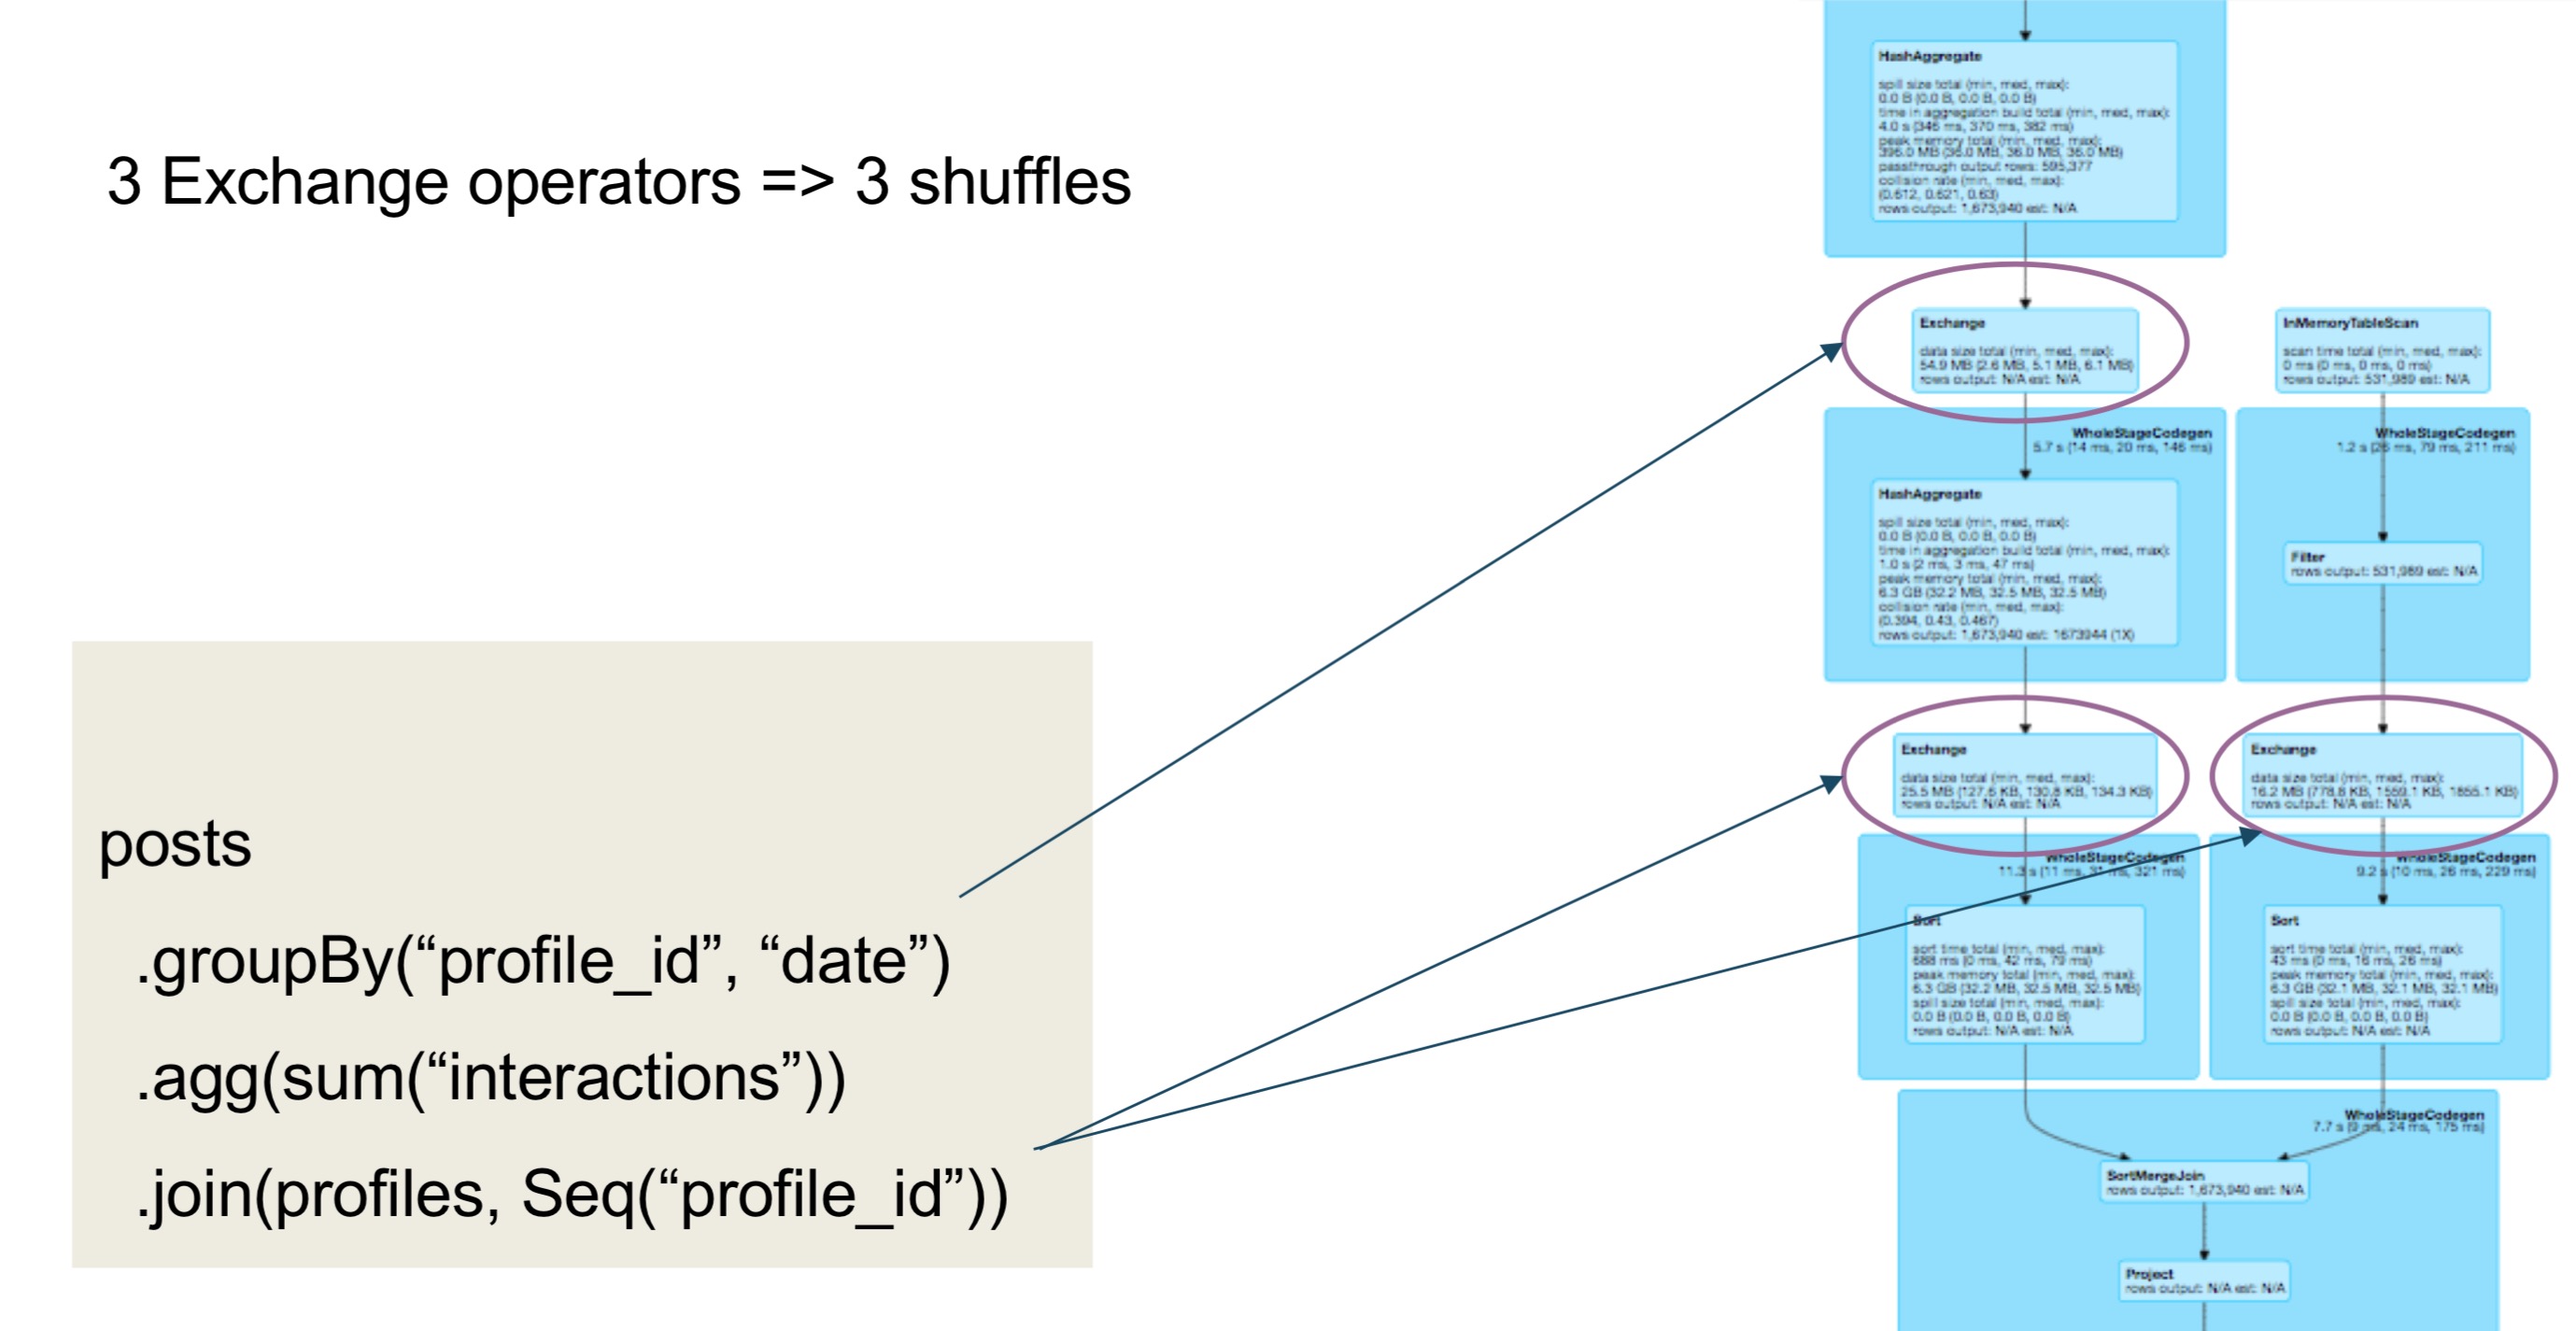 3 Exchange operators => 3 shuffles
posts
.groupBy(“profile_id”, “date”)
.agg(sum(“interactions”))
.join(profiles, Seq(“profile_id”))
HashAggregate
spill size total (min, med, max):
0.0 B (0.0 B, 0.0 B, 0.0 B)
time in aggregation build total (min, med, max):
4.0 s (346 ms, 370 ms, 382 ms)
peak memory total (min, med, max):
396.0 MB (36.0 MB, 36.0 MB, 36.0 MB)
passthrough output rows: 595,377
collision rate (min, med, max):
(0.612, 0.621, 0.63)
rows output: 1,673,940 est: N/A
Exchange
data size total (min, med, max):
54.9 MB (2.6 MB, 5.1 MB, 6.1 MB)
rows output: N/A est: N/A
InMemoryTableScan
scan time total (min, med, max):
0 ms (0 ms, 0 ms, 0 ms)
rows output: 531,989 est: N/A
WholeStageCodegen
5.7 s (14 ms, 20 ms, 146 ms)
HashAggregate
spill size total (min, med, max):
0.0 B (0.0 B, 0.0 B, 0.0 B)
time in aggregation build total (min, med, max):
1.0 s (2 ms, 3 ms, 47 ms)
peak memory total (min, med, max):
6.3 GB (32.2 MB, 32.5 MB, 32.5 MB)
collision rate (min, med, max):
(0.394, 0.43, 0.467)
rows output: 1,673,940 est: 1673944 (1X)
WholeStageCodegen
1.2 s (26 ms, 79 ms, 211 ms)
Filter
rows output: 531,989 est: N/A
Exchange
data size total (min, med, max):
25.5 MB (127.6 KB, 130.8 KB, 134.3 KB)
rows output: N/A est: N/A
Exchange
data size total (min, med, max):
16.2 MB (778.8 KB, 1559.1 KB, 1855.1 KB)
rows output: N/A est: N/A
WholeStageCodegen
11.3 s (11 ms, 31 ms, 321 ms)
Sort
sort time total (min, med, max):
688 ms (0 ms, 42 ms, 79 ms)
peak memory total (min, med, max):
6.3 GB (32.2 MB, 32.5 MB, 32.5 MB)
spill size total (min, med, max):
0.0 B (0.0 B, 0.0 B, 0.0 B)
rows output: N/A est: N/A
WholeStageCodegen
9.2 s (10 ms, 26 ms, 229 ms)
Sort
sort time total (min, med, max):
43 ms (0 ms, 16 ms, 26 ms)
peak memory total (min, med, max):
6.3 GB (32.1 MB, 32.1 MB, 32.1 MB)
spill size total (min, med, max):
0.0 B (0.0 B, 0.0 B, 0.0 B)
rows output: N/A est: N/A
WholeStageCodegen
7.7 s (9 ms, 24 ms, 175 ms)
SortMergeJoin
rows output: 1,673,940 est: N/A
Project
rows output: N/A est: N/A